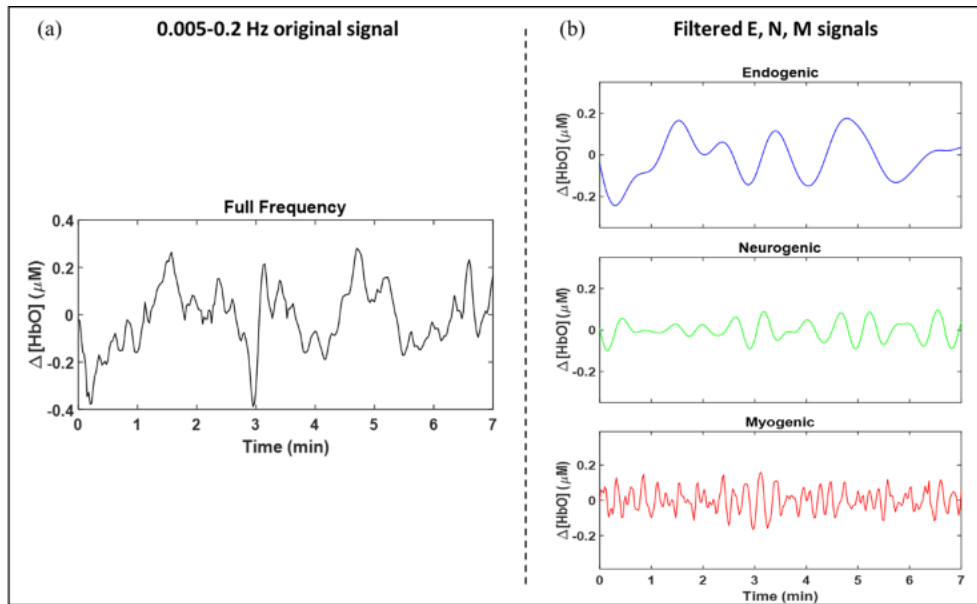 (a) 0.005-0.2 Hz original signal
Full Frequency
Δ[HbO] (μM)
0.4
0.2
0
-0.2
-0.4
0 1 2 3 4 5 6 7
Time (min)
(b) Filtered E, N, M signals
Endogenic
Δ[HbO] (μM)
0.2
0
-0.2
Neurogenic
Δ[HbO] (μM)
0.2
0
-0.2
Myogenic
Δ[HbO] (μM)
0.2
0
-0.2
0 1 2 3 4 5 6 7
Time (min)